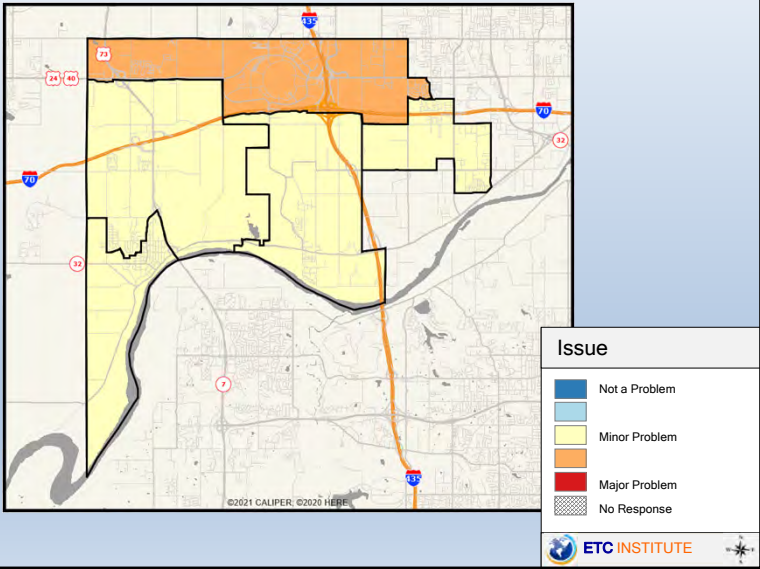 435
73
24 40
70
32
70
32
7
435
©2021 CALIPER; ©2020 HERE
Issue
Not a Problem
Minor Problem
Major Problem
No Response
ETC INSTITUTE